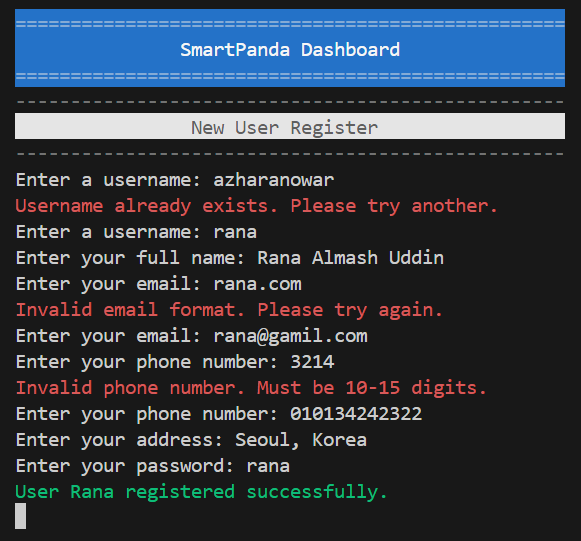 ==================================================
SmartPanda Dashboard
==================================================
--------------------------------------------------
New User Register
--------------------------------------------------
Enter a username: azharanowar
Username already exists. Please try another.
Enter a username: rana
Enter your full name: Rana Almash Uddin
Enter your email: rana.com
Invalid email format. Please try again.
Enter your email: rana@gamil.com
Enter your phone number: 3214
Invalid phone number. Must be 10-15 digits.
Enter your phone number: 010134242322
Enter your address: Seoul, Korea
Enter your password: rana
User Rana registered successfully.